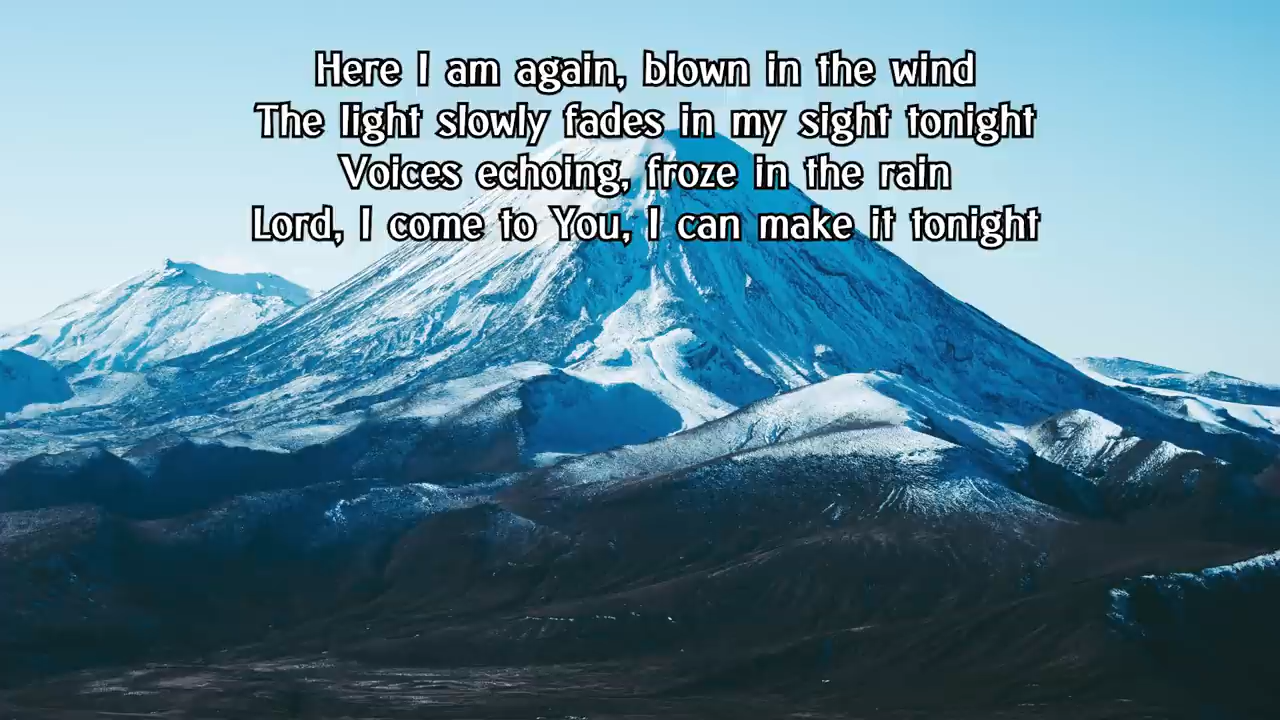 Here I am again, blown in the wind
The light slowly fades in my sight tonight
Voices echoing, froze in the rain
Lord, I come to You, I can make it tonight